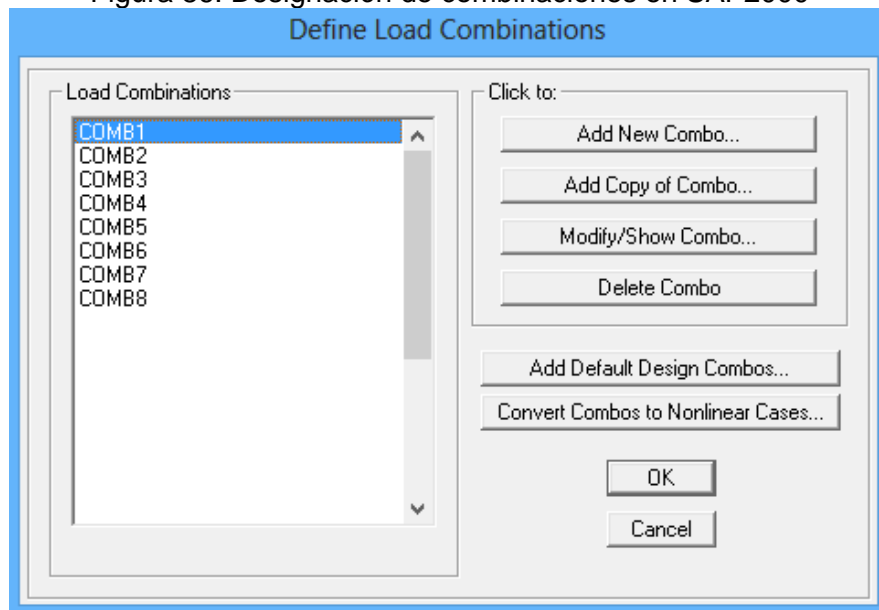 Define Load Combinations
Load Combinations
COMB1
COMB2
COMB3
COMB4
COMB5
COMB6
COMB7
COMB8
Click to:
Add New Combo...
Add Copy of Combo...
Modify/Show Combo...
Delete Combo
Add Default Design Combos...
Convert Combos to Nonlinear Cases...
OK
Cancel